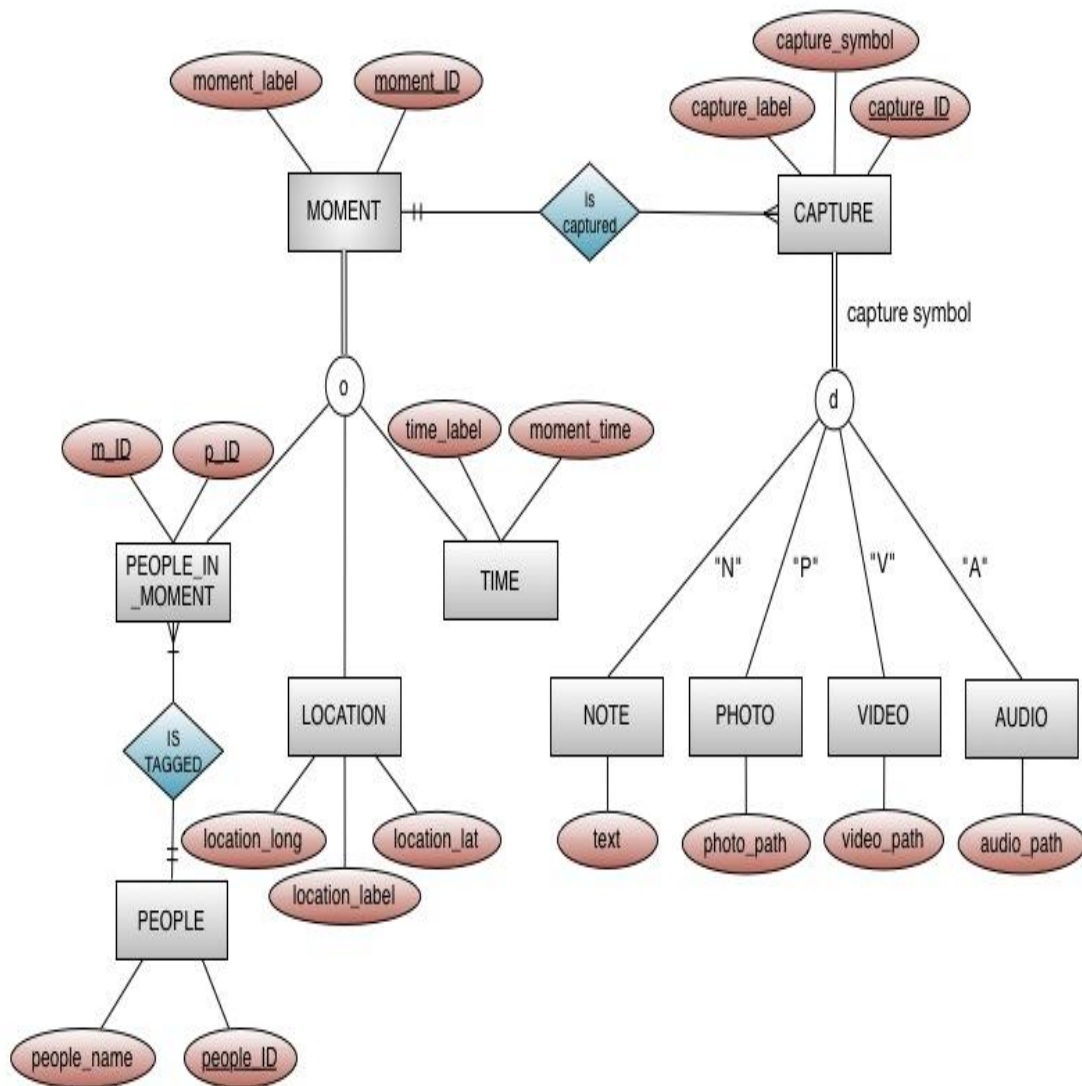 capture_symbol
moment_label
moment_ID
capture_label
capture_ID
MOMENT
Is
captured
CAPTURE
capture symbol
o
d
time_label
moment_time
m_ID
p_ID
PEOPLE_IN
_MOMENT
TIME
"N"
"P"
"V"
"A"
LOCATION
NOTE
PHOTO
VIDEO
AUDIO
IS
TAGGED
location_long
location_lat
location_label
text
photo_path
video_path
audio_path
PEOPLE
people_name
people_ID